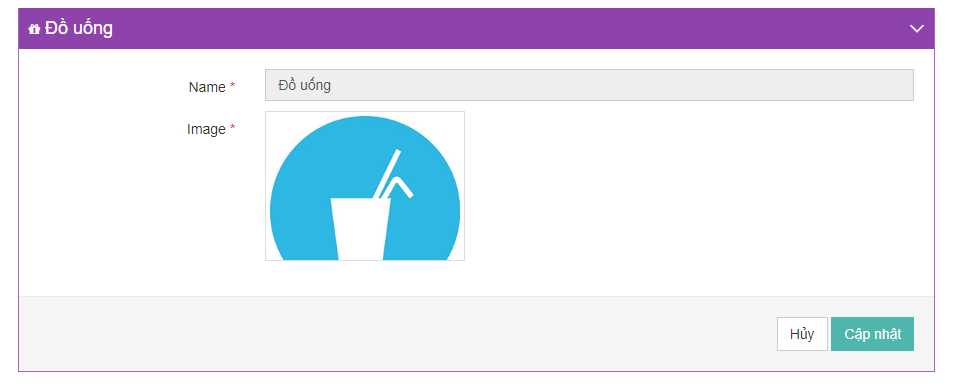 Đồ uống
Name *
Đồ uống
Image *
Hủy
Cập nhật